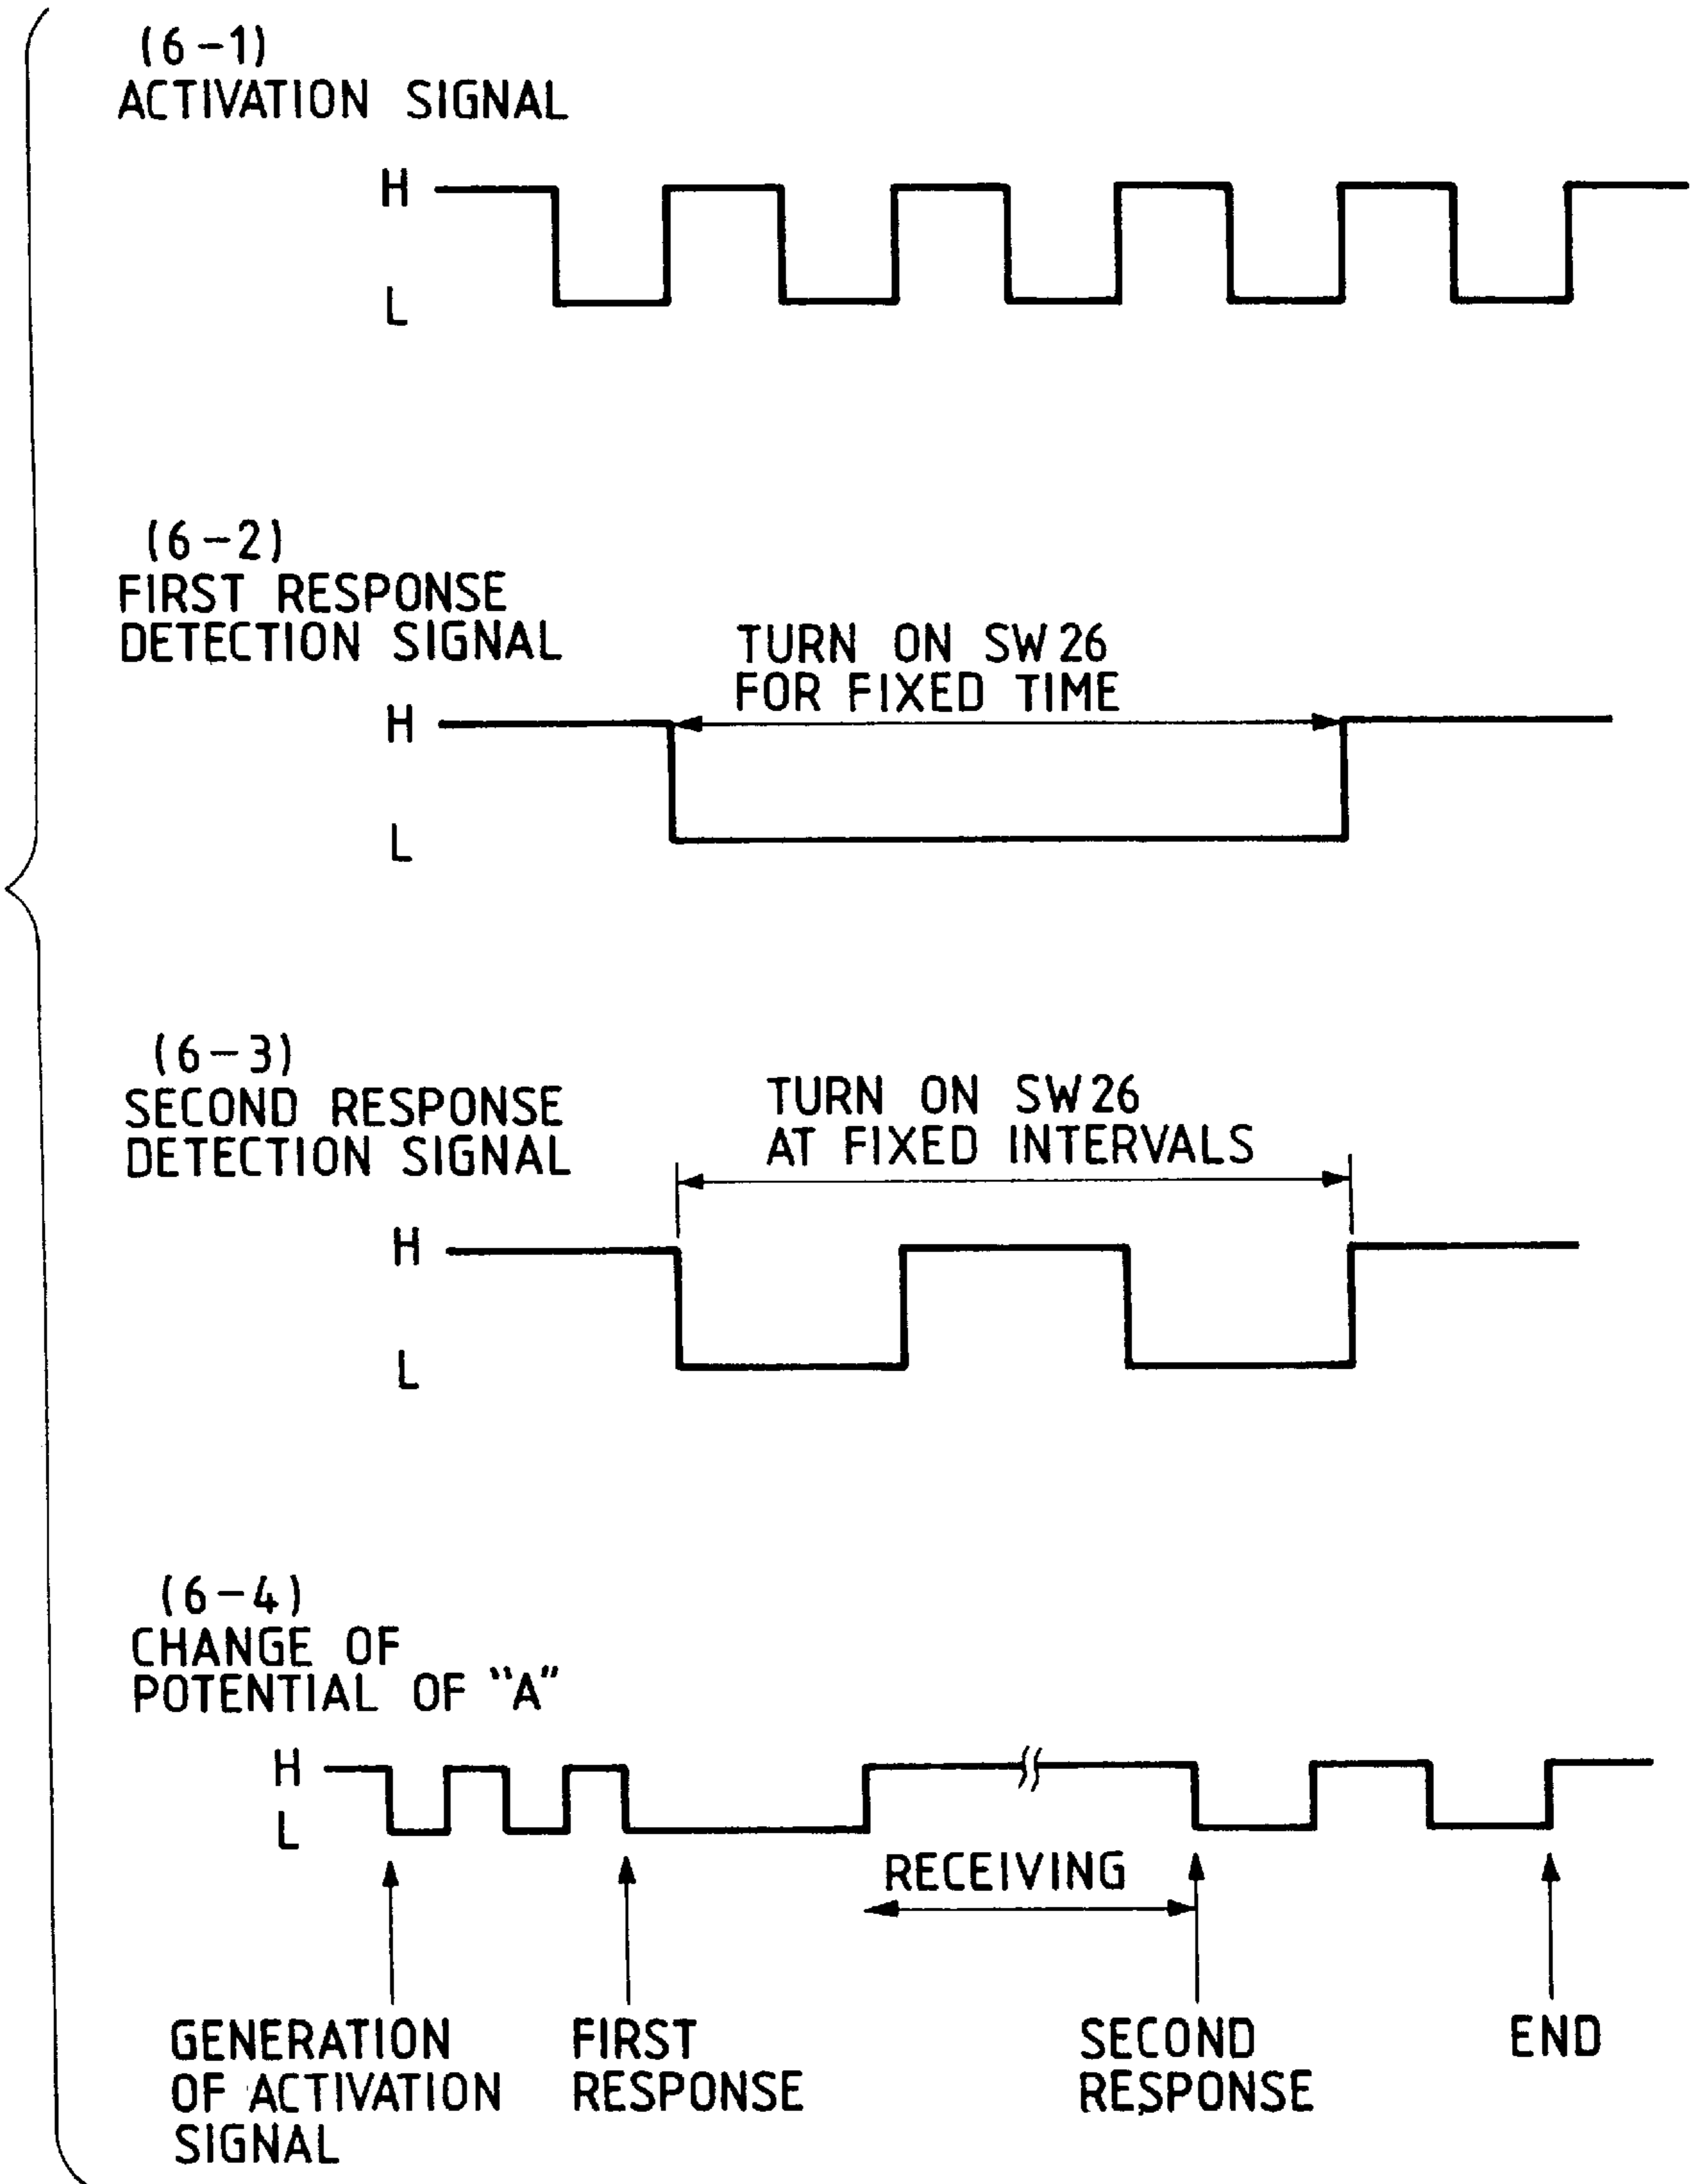 (6-1)
ACTIVATION SIGNAL
H
L
(6-2)
FIRST RESPONSE
DETECTION SIGNAL
TURN ON SW26
FOR FIXED TIME
H
L
(6-3)
SECOND RESPONSE
DETECTION SIGNAL
TURN ON SW26
AT FIXED INTERVALS
H
L
(6-4)
CHANGE OF
POTENTIAL OF "A"
H
L
RECEIVING
GENERATION
OF ACTIVATION
SIGNAL
FIRST
RESPONSE
SECOND
RESPONSE
END